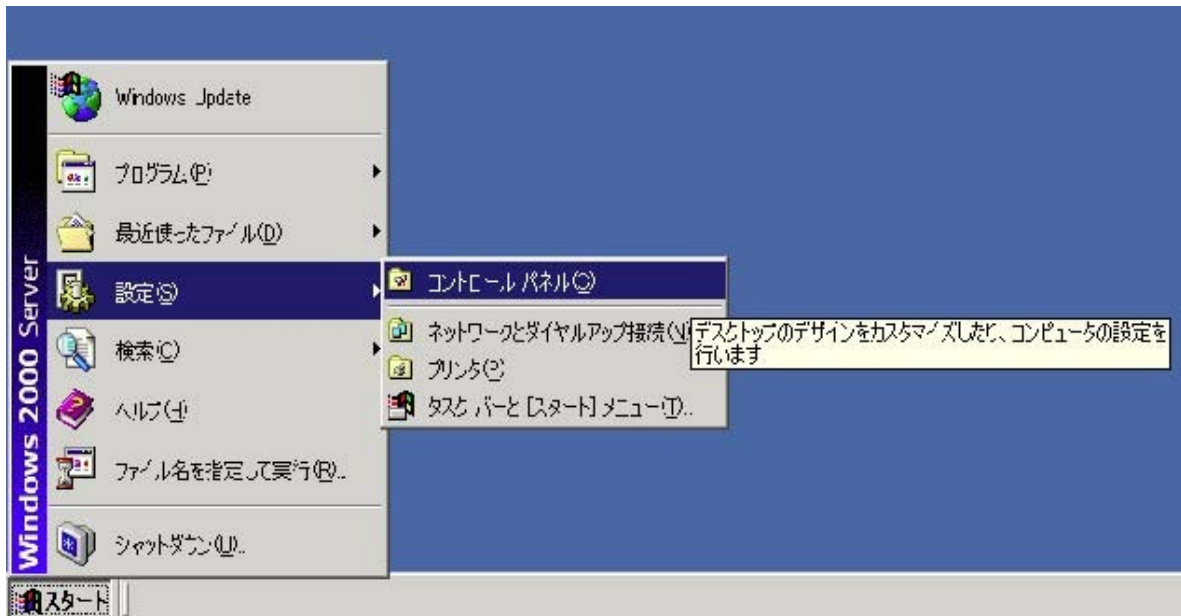 Windows Update
プログラム(P)
最近使ったファイル(D)
設定(S)
検索(C)
ヘルプ(H)
ファイル名を指定して実行(R)...
シャットダウン(U)...
Windows 2000 Server
コントロール パネル(C)
ネットワークとダイヤルアップ接続(N)
プリンタ(P)
タスク バーと [スタート] メニュー(T)...
デスクトップのデザインをカスタマイズしたり、コンピュータの設定を
行います
スタート